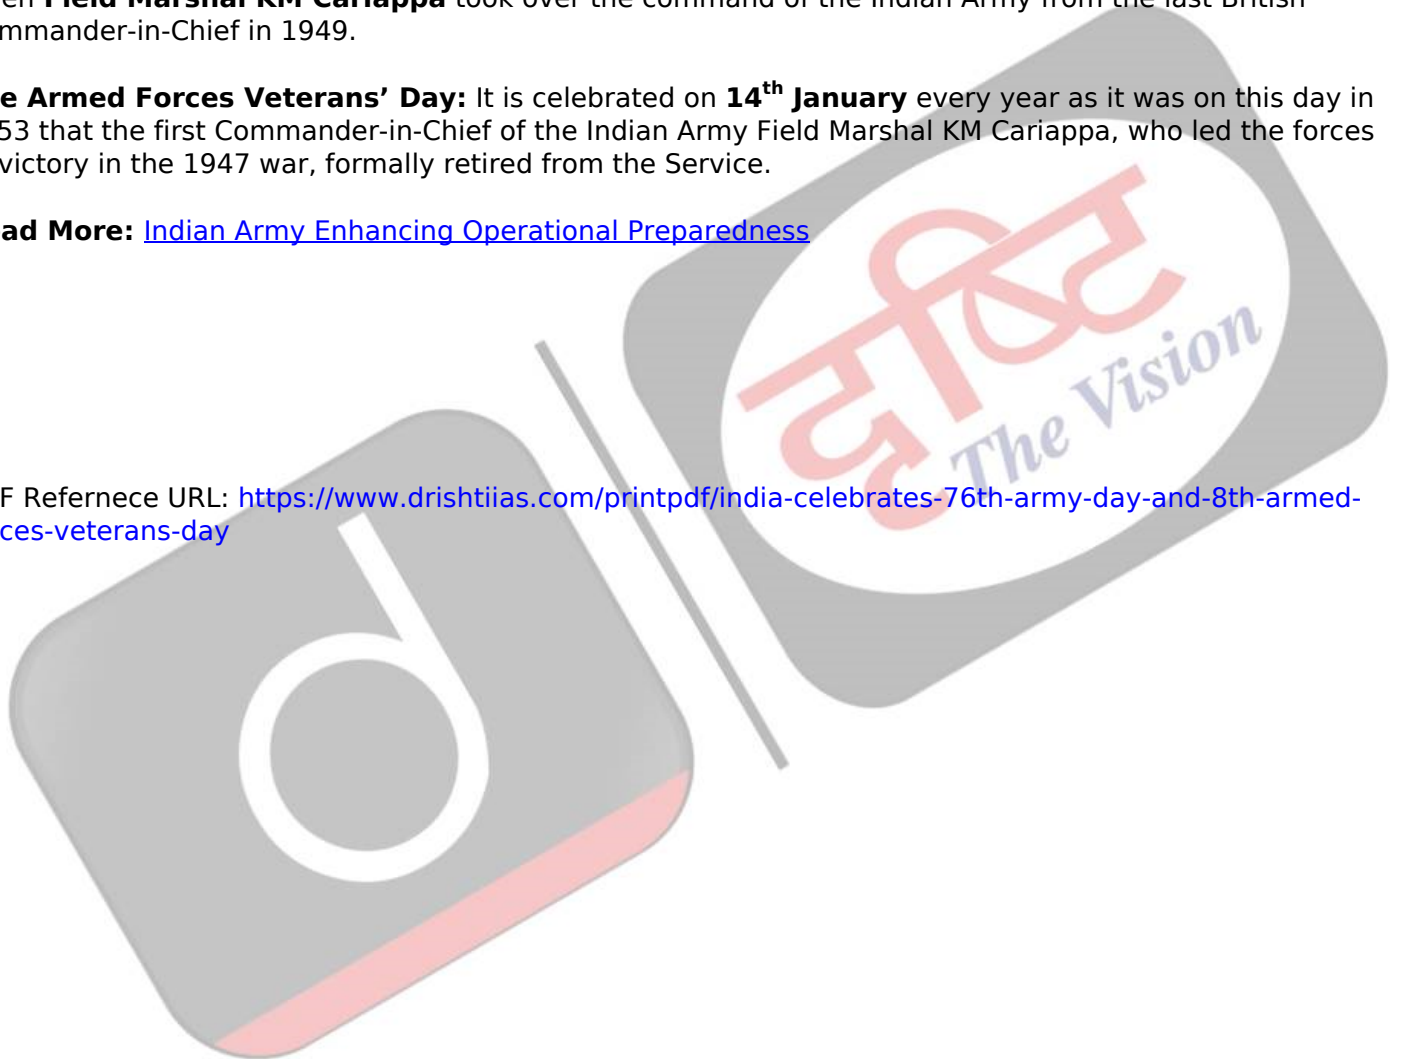 en Field Marshal KM Cariappa took over the command of the Indian Army from the last British
mmander-in-Chief in 1949.
e Armed Forces Veterans’ Day: It is celebrated on 14th January every year as it was on this day in
53 that the first Commander-in-Chief of the Indian Army Field Marshal KM Cariappa, who led the forces
victory in the 1947 war, formally retired from the Service.
ad More: Indian Army Enhancing Operational Preparedness
दृष्टि
The Vision
F Refernece URL: https://www.drishtiias.com/printpdf/india-celebrates-76th-army-day-and-8th-armed-
ces-veterans-day
d